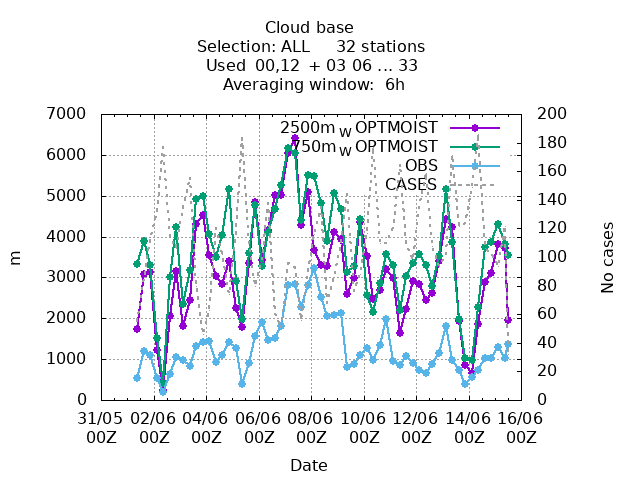 Cloud base
Selection: ALL 32 stations
Used 00,12 + 03 06 ... 33
Averaging window: 6h
7000
6000
5000
4000
3000
2000
1000
0
m
200
180
160
140
120
100
80
60
40
20
0
No cases
2500m W OPTMOIST
750m W OPTMOIST
OBS
CASES
31/05 02/06 04/06 06/06 08/06 10/06 12/06 14/06 16/06
00Z 00Z 00Z 00Z 00Z 00Z 00Z 00Z 00Z
Date